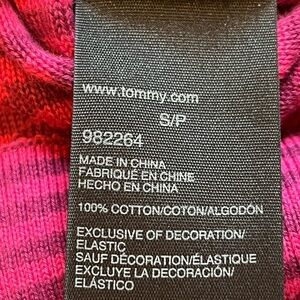 www.tommy.com
S/P
982264
MADE IN CHINA
FABRIQUÉ EN CHINE
HECHO EN CHINA
100% COTTON/COTON/ALGODÓN
EXCLUSIVE OF DECORATION/
ELASTIC
SAUF DÉCORATION/ÉLASTIQUE
EXCLUYE LA DECORACIÓN/
ELÁSTICO